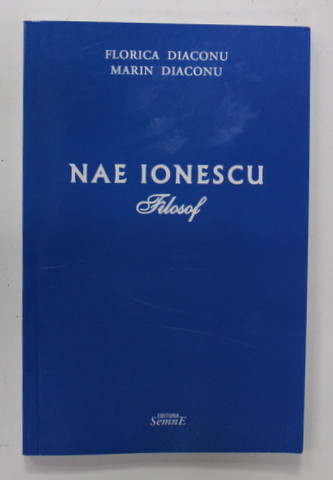 FLORICA DIACONU
MARIN DIACONU
NAE IONESCU
Filosof
EDITURA
SemnE